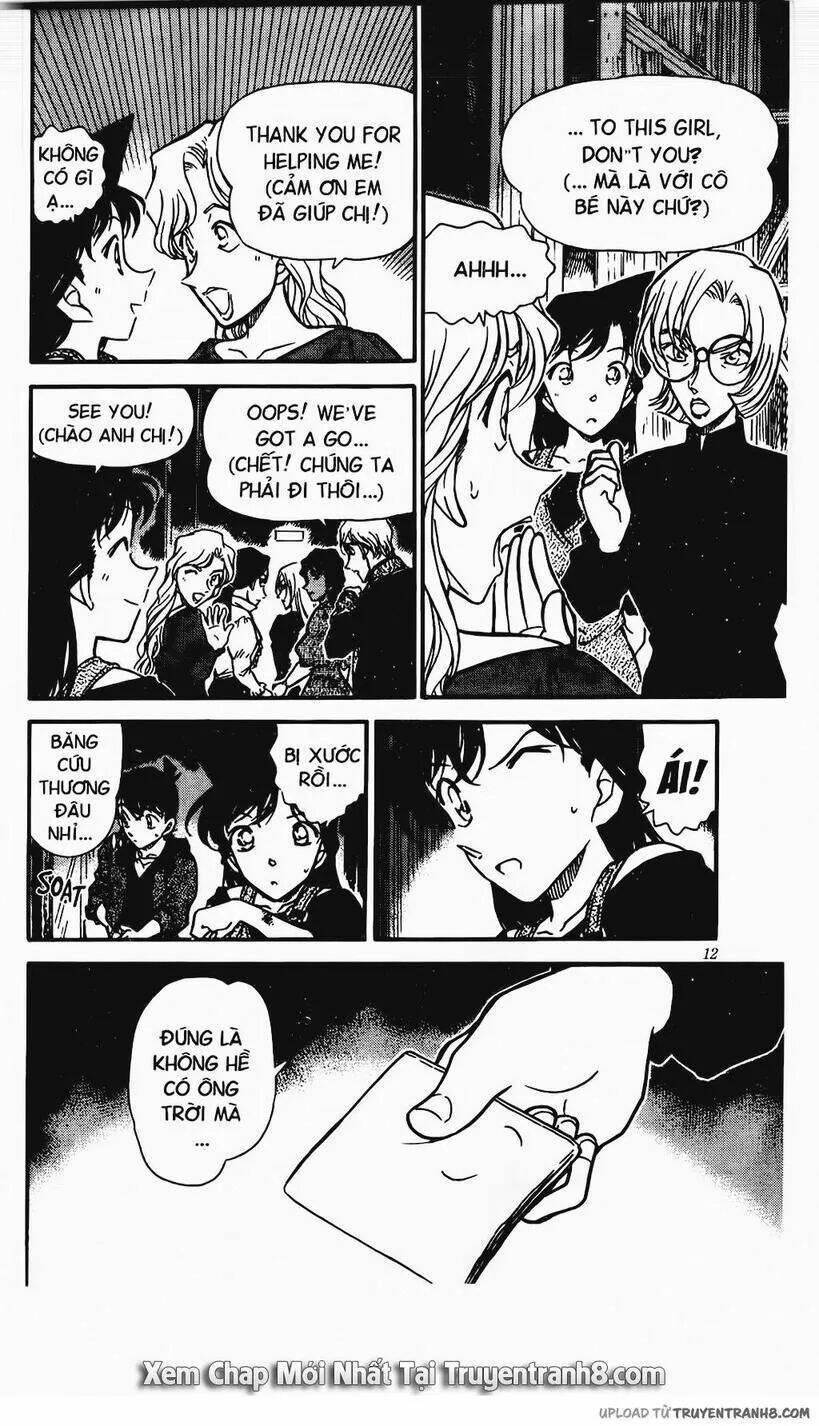 ... TO THIS GIRL,
DON"T YOU?
(... MÀ LÀ VỚI CÔ
BÉ NÀY CHỨ?)
AHHH...
THANK YOU FOR
HELPING ME!
(CẢM ƠN EM
ĐÃ GIÚP CHỊ!)
KHÔNG
CÓ GÌ
Ạ...
OOPS! WE'VE
GOT A GO...
(CHẾT! CHÚNG TA
PHẢI ĐI THÔI...)
SEE YOU!
(CHÀO ANH CHỊ!)
ÁI!
BỊ XƯỚC
RỒI...
BĂNG
CỨU
THƯƠNG
ĐÂU
NHỈ...
SOẠT
12
ĐÚNG LÀ
KHÔNG HỀ
CÓ ÔNG
TRỜI MÀ
...
Xem Chap Mới Nhất Tại Truyentranh8.com
UPLOAD TỪ TRUYENTRANH8.COM